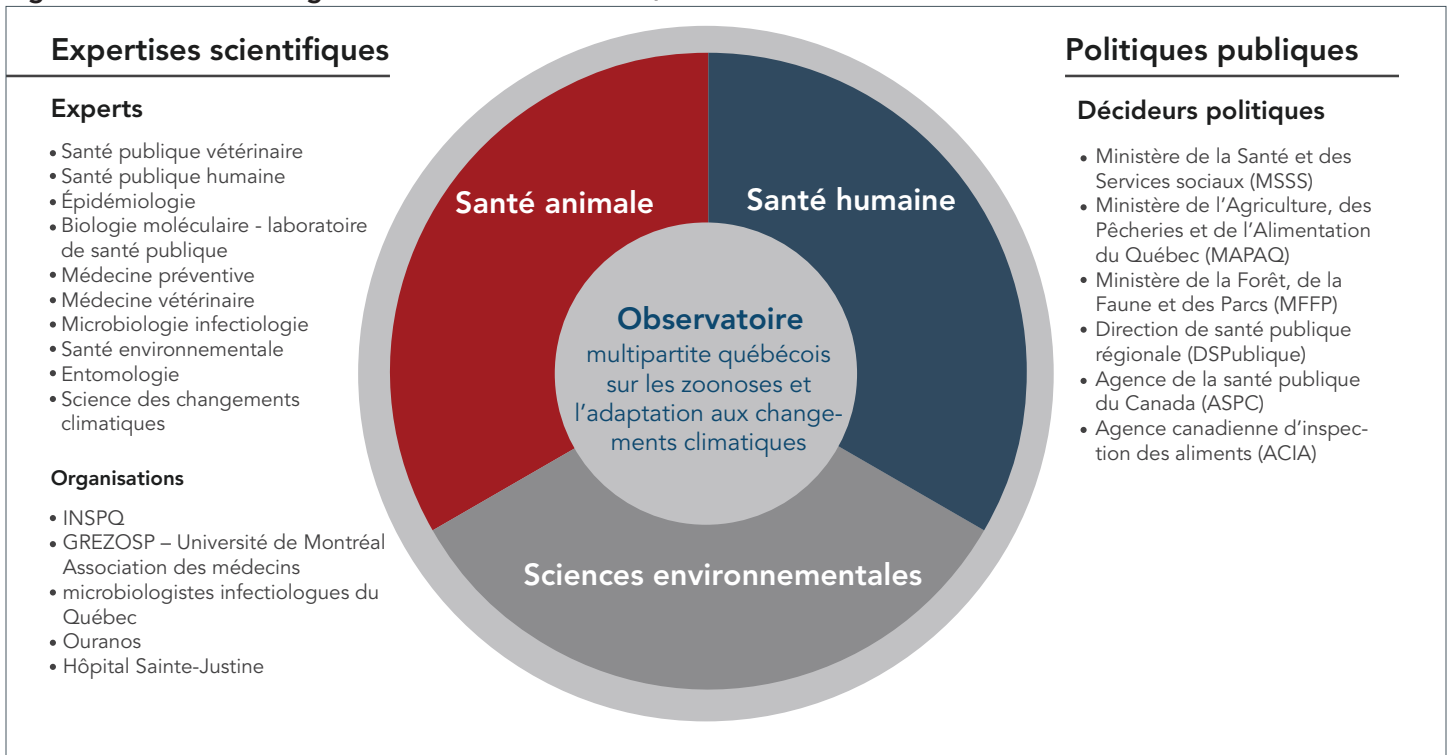 Expertises scientifiques
Experts
• Santé publique vétérinaire
• Santé publique humaine
• Épidémiologie
• Biologie moléculaire - laboratoire
de santé publique
• Médecine préventive
• Médecine vétérinaire
• Microbiologie infectiologie
• Santé environnementale
• Entomologie
• Science des changements
climatiques
Organisations
• INSPQ
• GREZOSP – Université de Montréal
Association des médecins
• microbiologistes infectiologues du
Québec
• Ouranos
• Hôpital Sainte-Justine
Santé animale
Santé humaine
Observatoire
multipartite québécois
sur les zoonoses et
l'adaptation aux change-
ments climatiques
Sciences environnementales
Politiques publiques
Décideurs politiques
• Ministère de la Santé et des
Services sociaux (MSSS)
• Ministère de l'Agriculture, des
Pêcheries et de l'Alimentation
du Québec (MAPAQ)
• Ministère de la Forêt, de la
Faune et des Parcs (MFFP)
• Direction de santé publique
régionale (DSPublique)
• Agence de la santé publique
du Canada (ASPC)
• Agence canadienne d'inspec-
tion des aliments (ACIA)